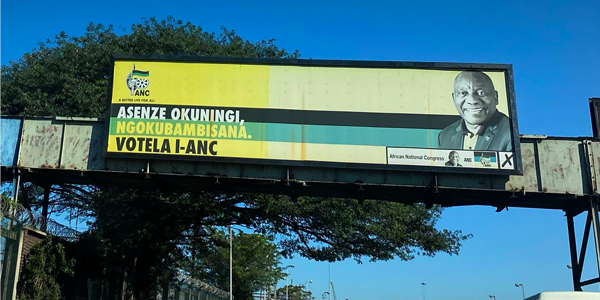 ANC
A BETTER LIFE FOR ALL
ASENZE OKUNINGI,
NGOKUBAMBISANA.
VOTELA I-ANC
African National Congress
ANC
X